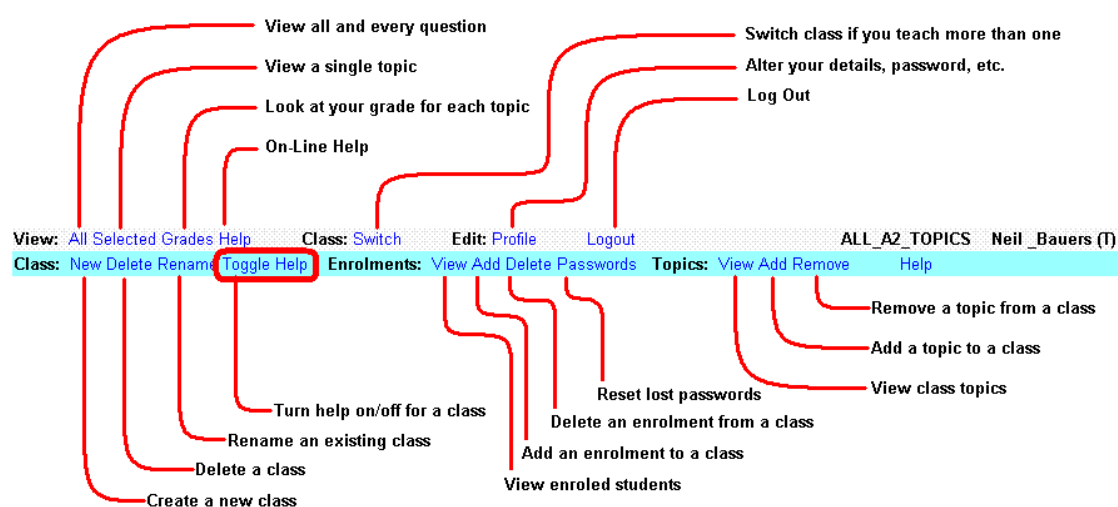 View all and every question
Switch class if you teach more than one
View a single topic
Alter your details, password, etc.
Look at your grade for each topic
Log Out
On-Line Help
View: All Selected Grades Help Class: Switch Edit: Profile Logout ALL_A2_TOPICS Neil _Bauers (T)
Class: New Delete Rename Toggle Help Enrolments: View Add Delete Passwords Topics: View Add Remove Help
Remove a topic from a class
Add a topic to a class
View class topics
Reset lost passwords
Turn help on/off for a class
Delete an enrolment from a class
Rename an existing class
Add an enrolment to a class
Delete a class
View enroled students
Create a new class